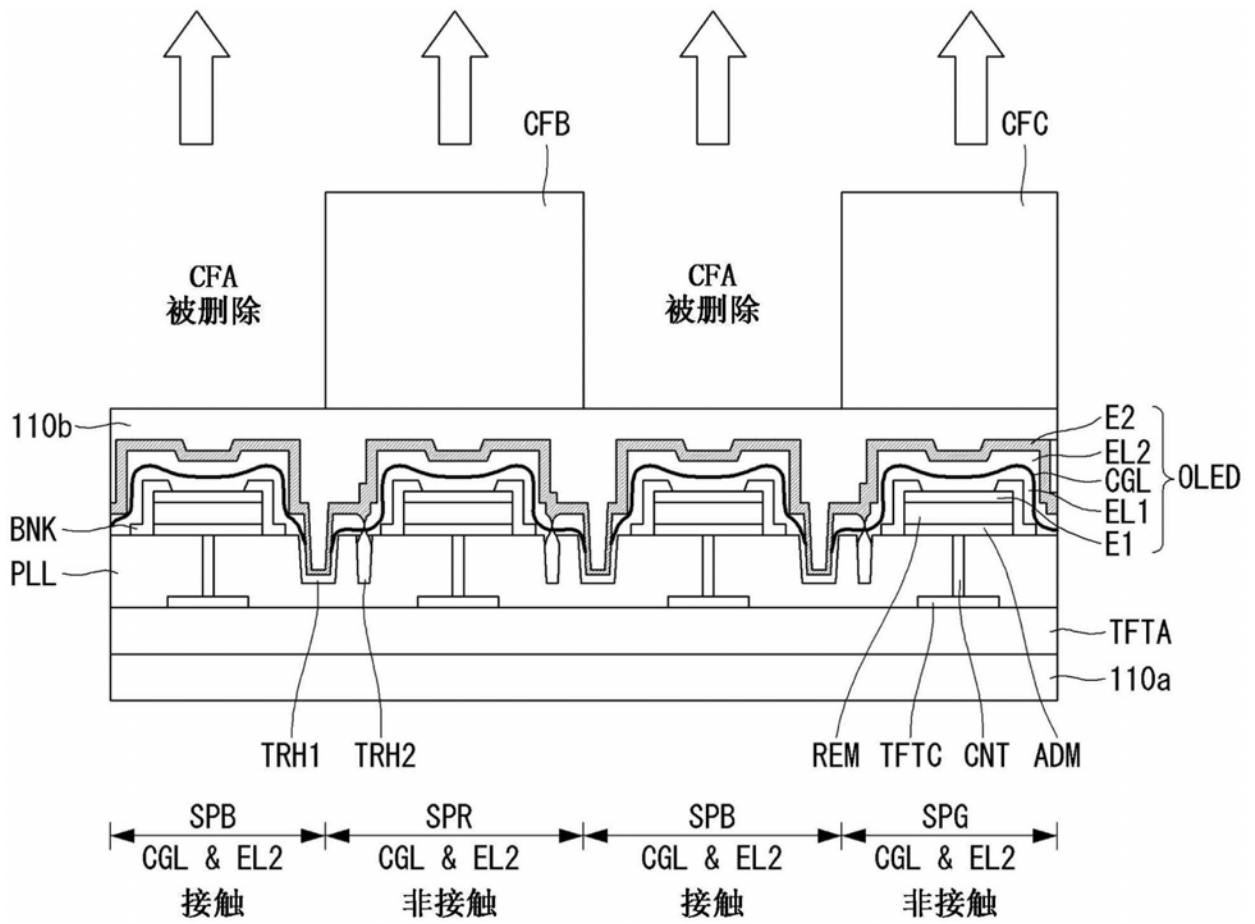 CFB
CFC
CFA
被删除
CFA
被删除
110b
E2
EL2
CGL
OLED
BNK
EL1
E1
PLL
TFTA
110a
TRH1
TRH2
REM
TFTC
CNT
ADM
SPB
SPR
SPB
SPG
CGL & EL2
CGL & EL2
CGL & EL2
CGL & EL2
接触
非接触
接触
非接触